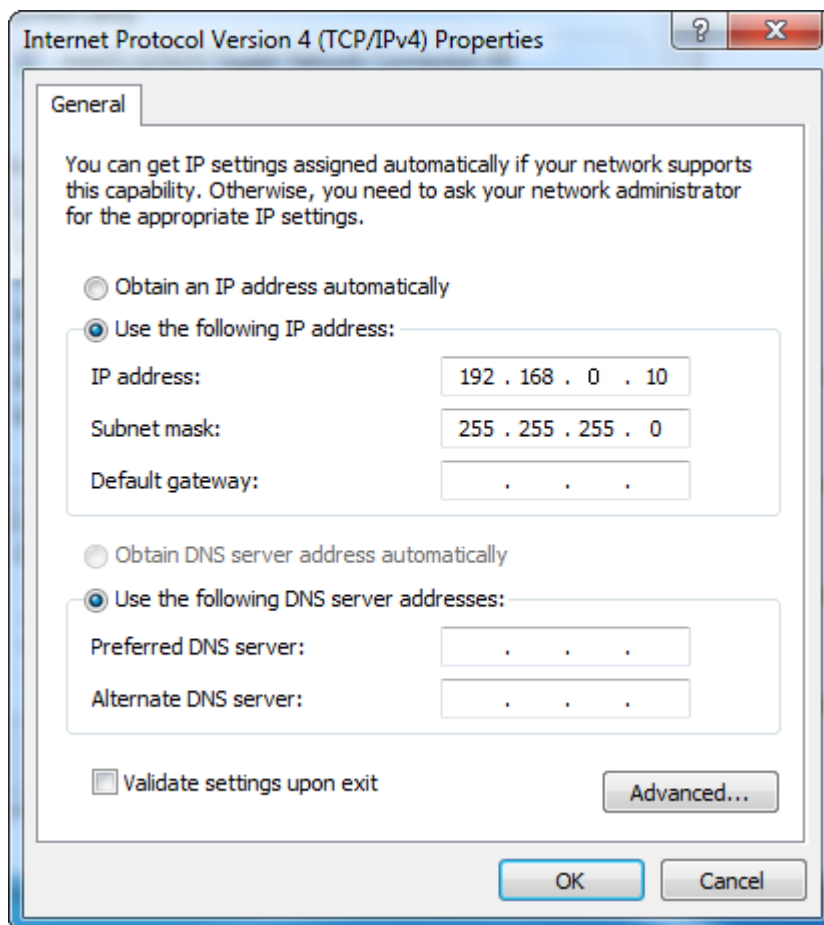 Internet Protocol Version 4 (TCP/IPv4) Properties
General
You can get IP settings assigned automatically if your network supports
this capability. Otherwise, you need to ask your network administrator
for the appropriate IP settings.
Obtain an IP address automatically
Use the following IP address:
IP address: 192 . 168 . 0 . 10
Subnet mask: 255 . 255 . 255 . 0
Default gateway: . . .
Obtain DNS server address automatically
Use the following DNS server addresses:
Preferred DNS server: . . .
Alternate DNS server: . . .
Validate settings upon exit
Advanced...
OK Cancel